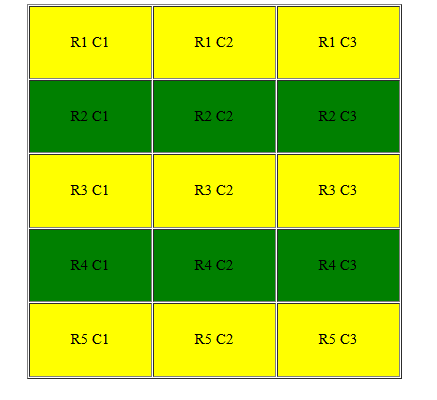 R1 C1 R1 C2 R1 C3
R2 C1 R2 C2 R2 C3
R3 C1 R3 C2 R3 C3
R4 C1 R4 C2 R4 C3
R5 C1 R5 C2 R5 C3